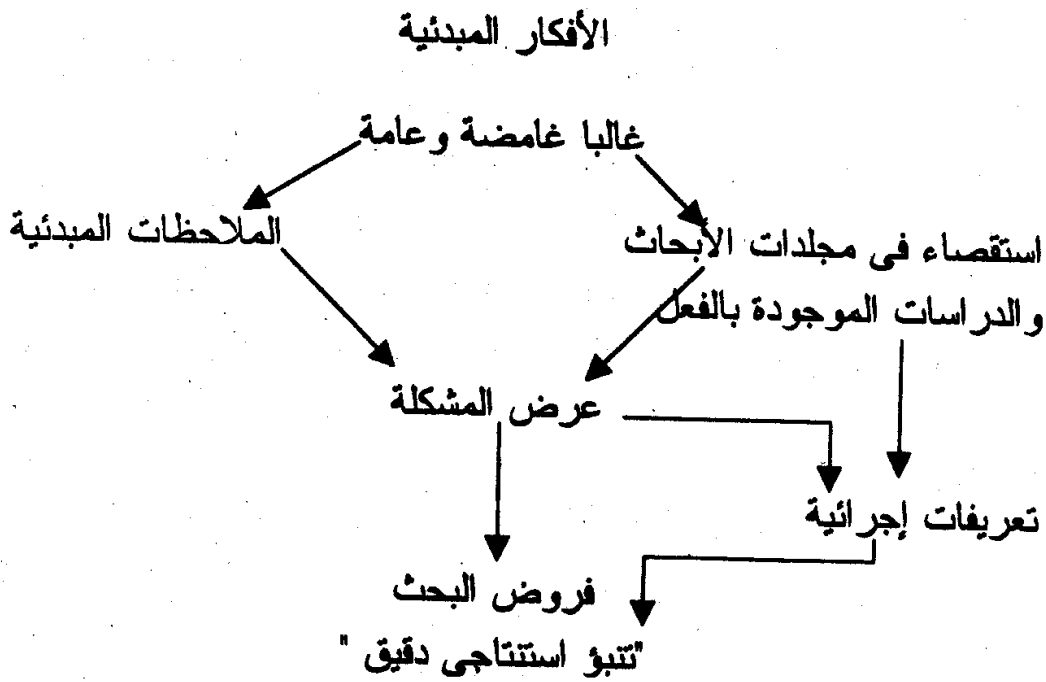 الأفكار المبدئية
غالبا غامضة وعامة
استقصاء فى مجلدات الأبحاث
والدراسات الموجودة بالفعل
الملاحظات المبدئية
عرض المشكلة
تعريفات إجرائية
فروض البحث
"تنبؤ استنتاجى دقيق "